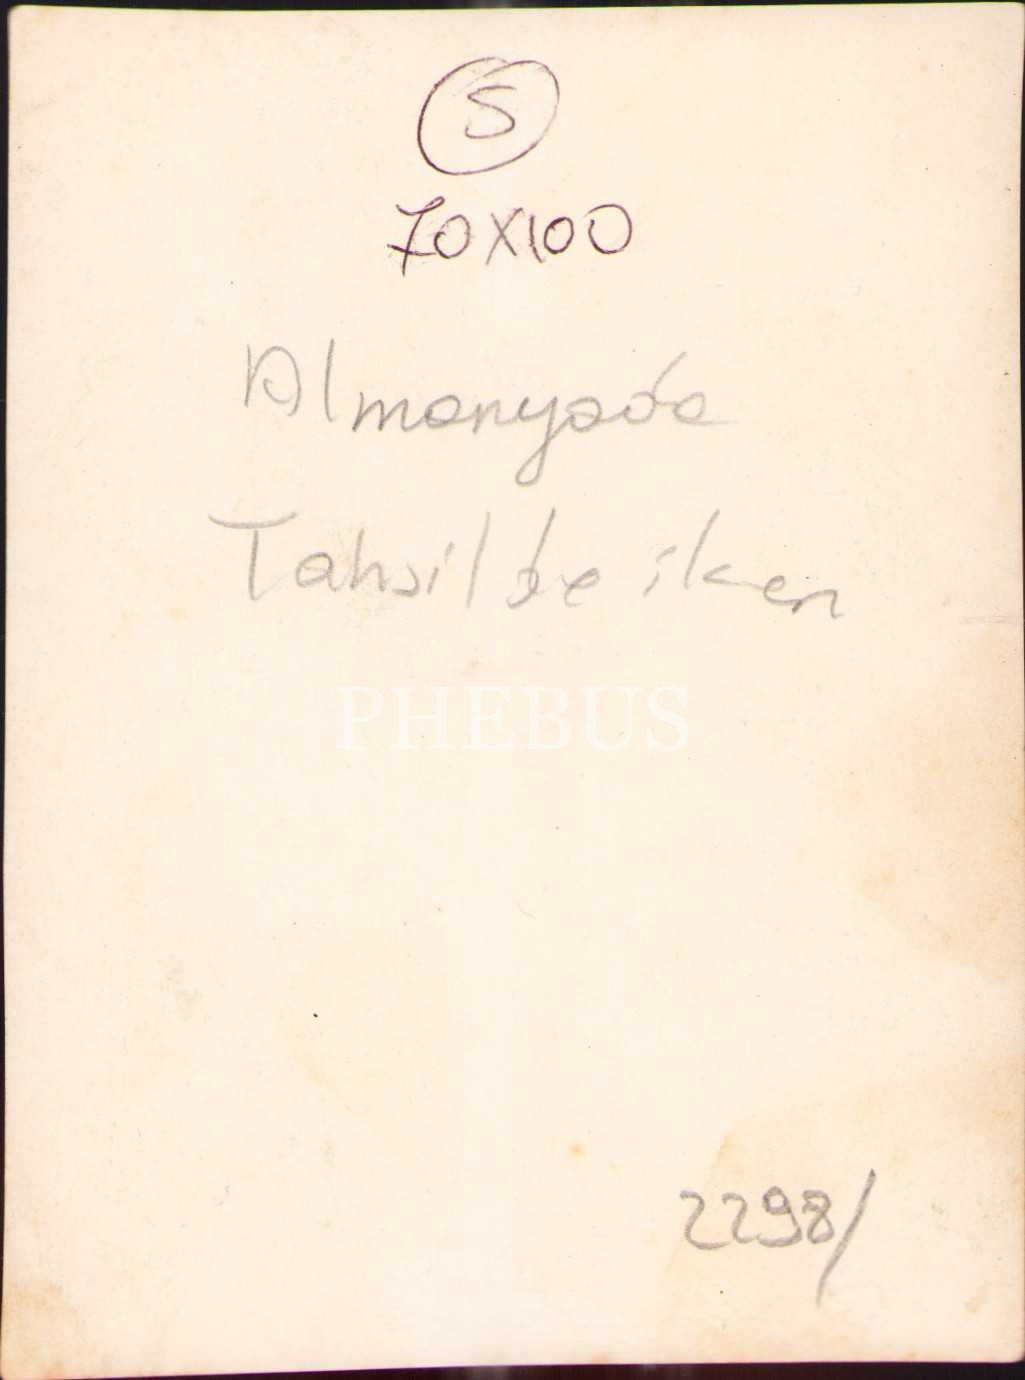 S
70x100
Almanyada
Tahsilde iken
PHEBUS
2298/